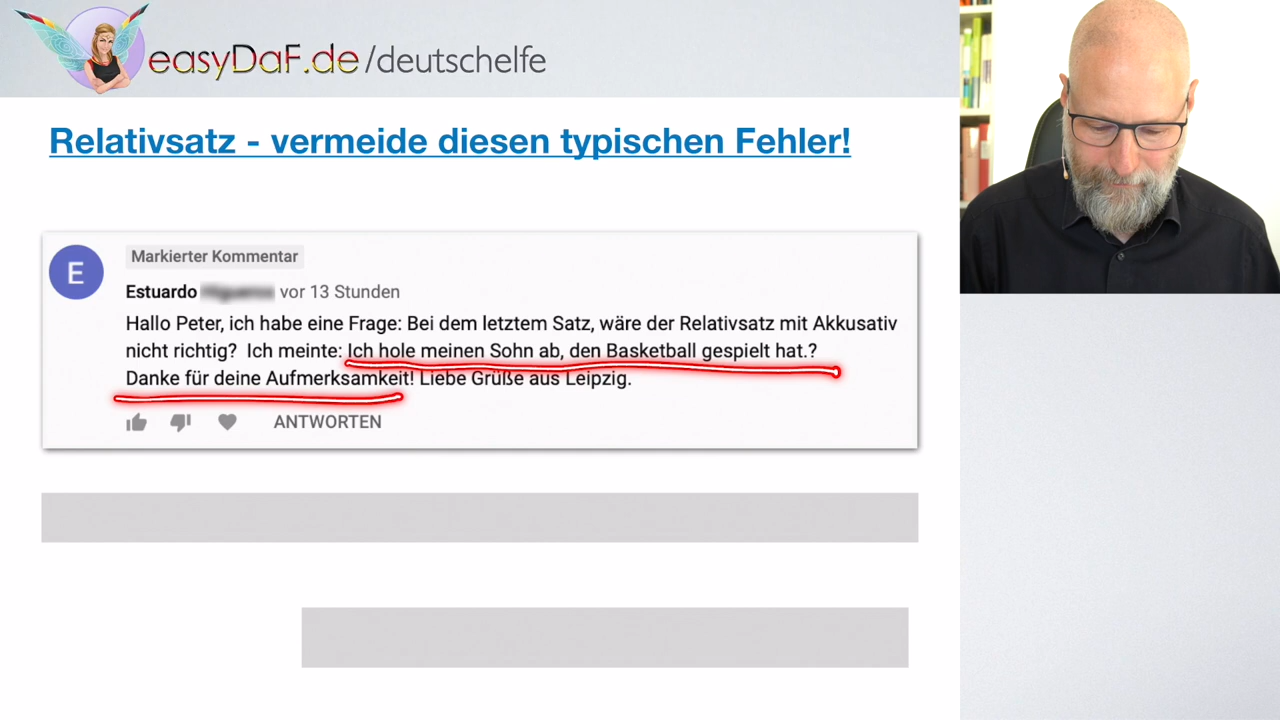 easyDaF.de/deutschelfe
Relativsatz - vermeide diesen typischen Fehler!
E
Markierter Kommentar
Estuardo vor 13 Stunden
Hallo Peter, ich habe eine Frage: Bei dem letztem Satz, wäre der Relativsatz mit Akkusativ
nicht richtig? Ich meinte: Ich hole meinen Sohn ab, den Basketball gespielt hat.?
Danke für deine Aufmerksamkeit! Liebe Grüße aus Leipzig.
ANTWORTEN